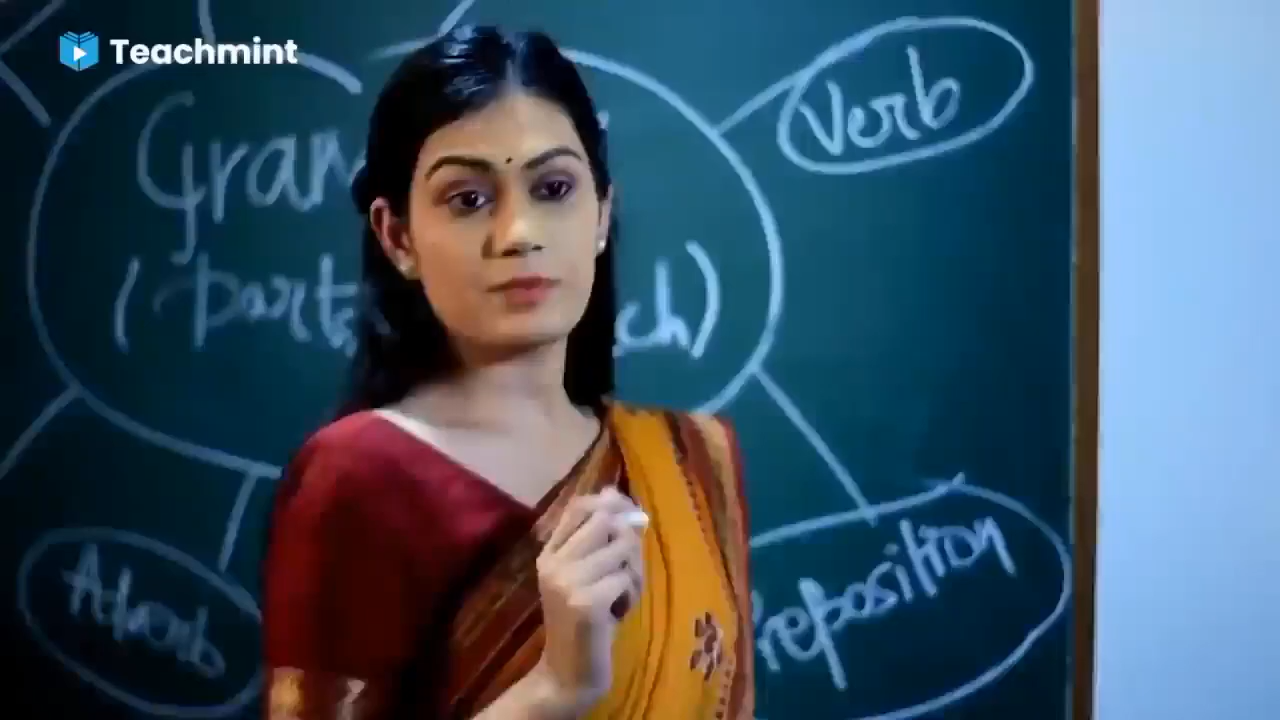 Teachmint
Verb
Gram
(parts ch)
Adverb
Preposition